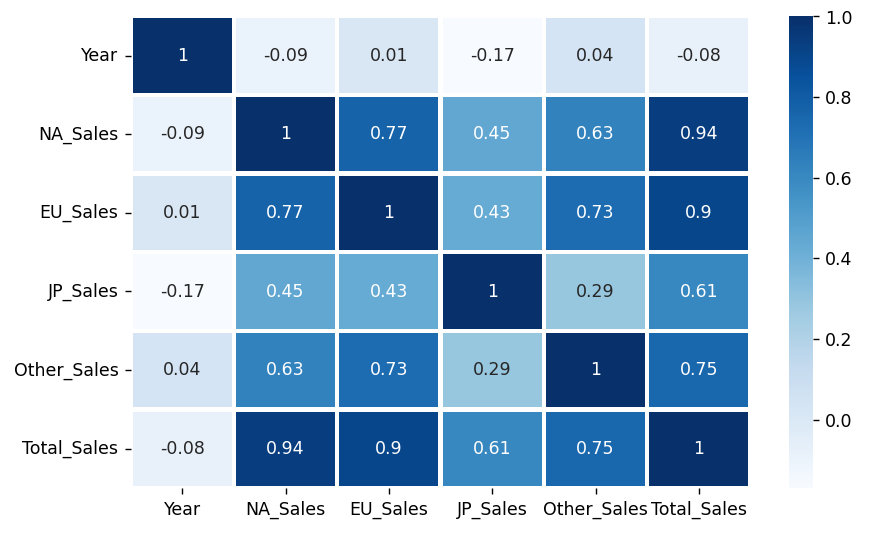 Year 1 -0.09 0.01 -0.17 0.04 -0.08
NA_Sales -0.09 1 0.77 0.45 0.63 0.94
EU_Sales 0.01 0.77 1 0.43 0.73 0.9
JP_Sales -0.17 0.45 0.43 1 0.29 0.61
Other_Sales 0.04 0.63 0.73 0.29 1 0.75
Total_Sales -0.08 0.94 0.9 0.61 0.75 1
Year NA_Sales EU_Sales JP_Sales Other_Sales Total_Sales
1.0
0.8
0.6
0.4
0.2
0.0